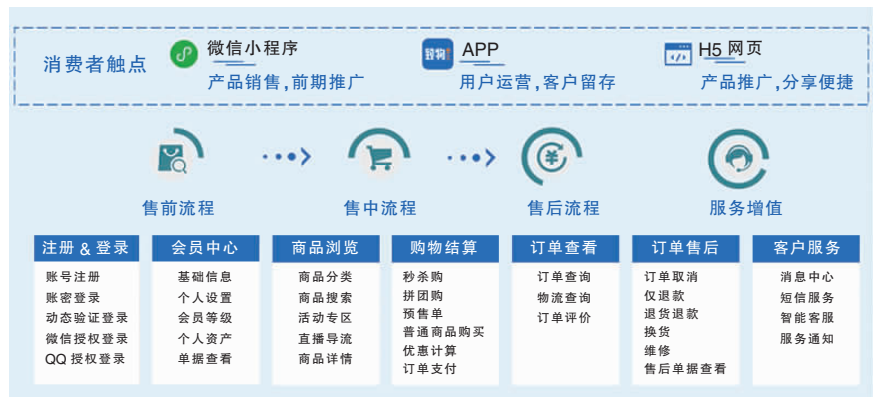 消费者触点
微信小程序
产品销售,前期推广
APP
用户运营,客户留存
H5 网页
产品推广,分享便捷
售前流程
售中流程
售后流程
服务增值
注册 & 登录
账号注册
账密登录
动态验证登录
微信授权登录
QQ 授权登录
会员中心
基础信息
个人设置
会员等级
个人资产
单据查看
商品浏览
商品分类
商品搜索
活动专区
直播导流
商品详情
购物结算
秒杀购
拼团购
预售单
普通商品购买
优惠计算
订单支付
订单查看
订单查询
物流查询
订单评价
订单售后
订单取消
仅退款
退货退款
换货
维修
售后单据查看
客户服务
消息中心
短信服务
智能客服
服务通知